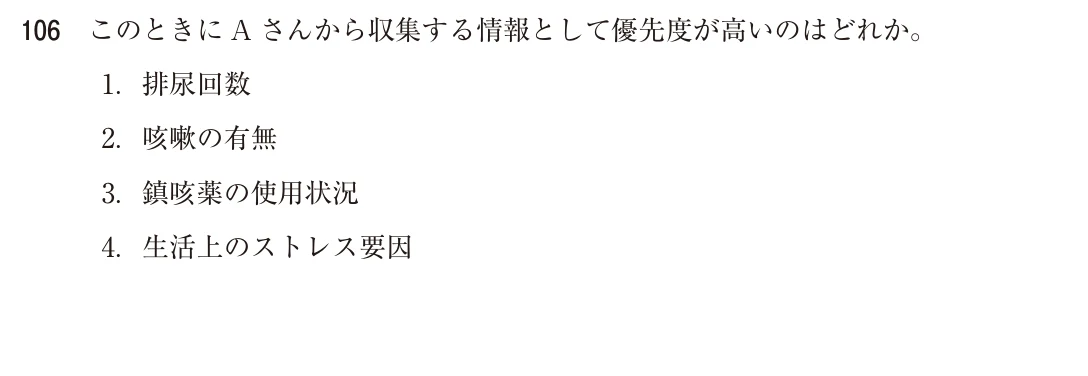 106 このときに A さんから収集する情報として優先度が高いのはどれか。
1. 排尿回数
2. 咳嗽の有無
3. 鎮咳薬の使用状況
4. 生活上のストレス要因